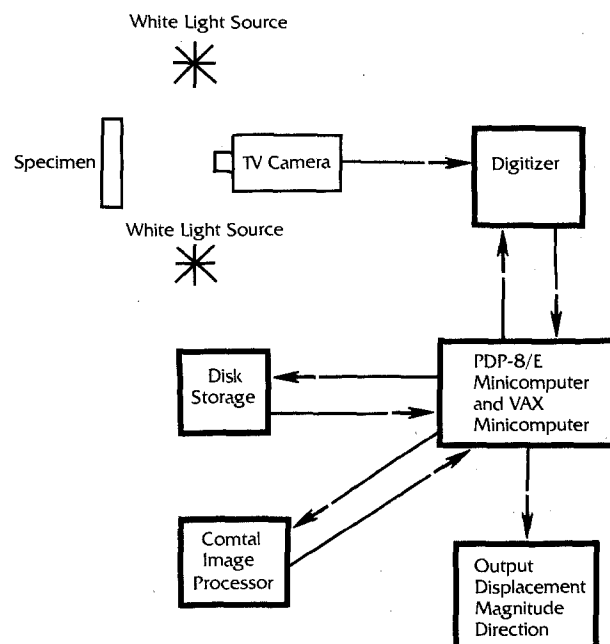 White Light Source
Specimen
TV Camera
Digitizer
White Light Source
Disk
Storage
PDP-8/E
Minicomputer
and VAX
Minicomputer
Comtal
Image
Processor
Output
Displacement
Magnitude
Direction